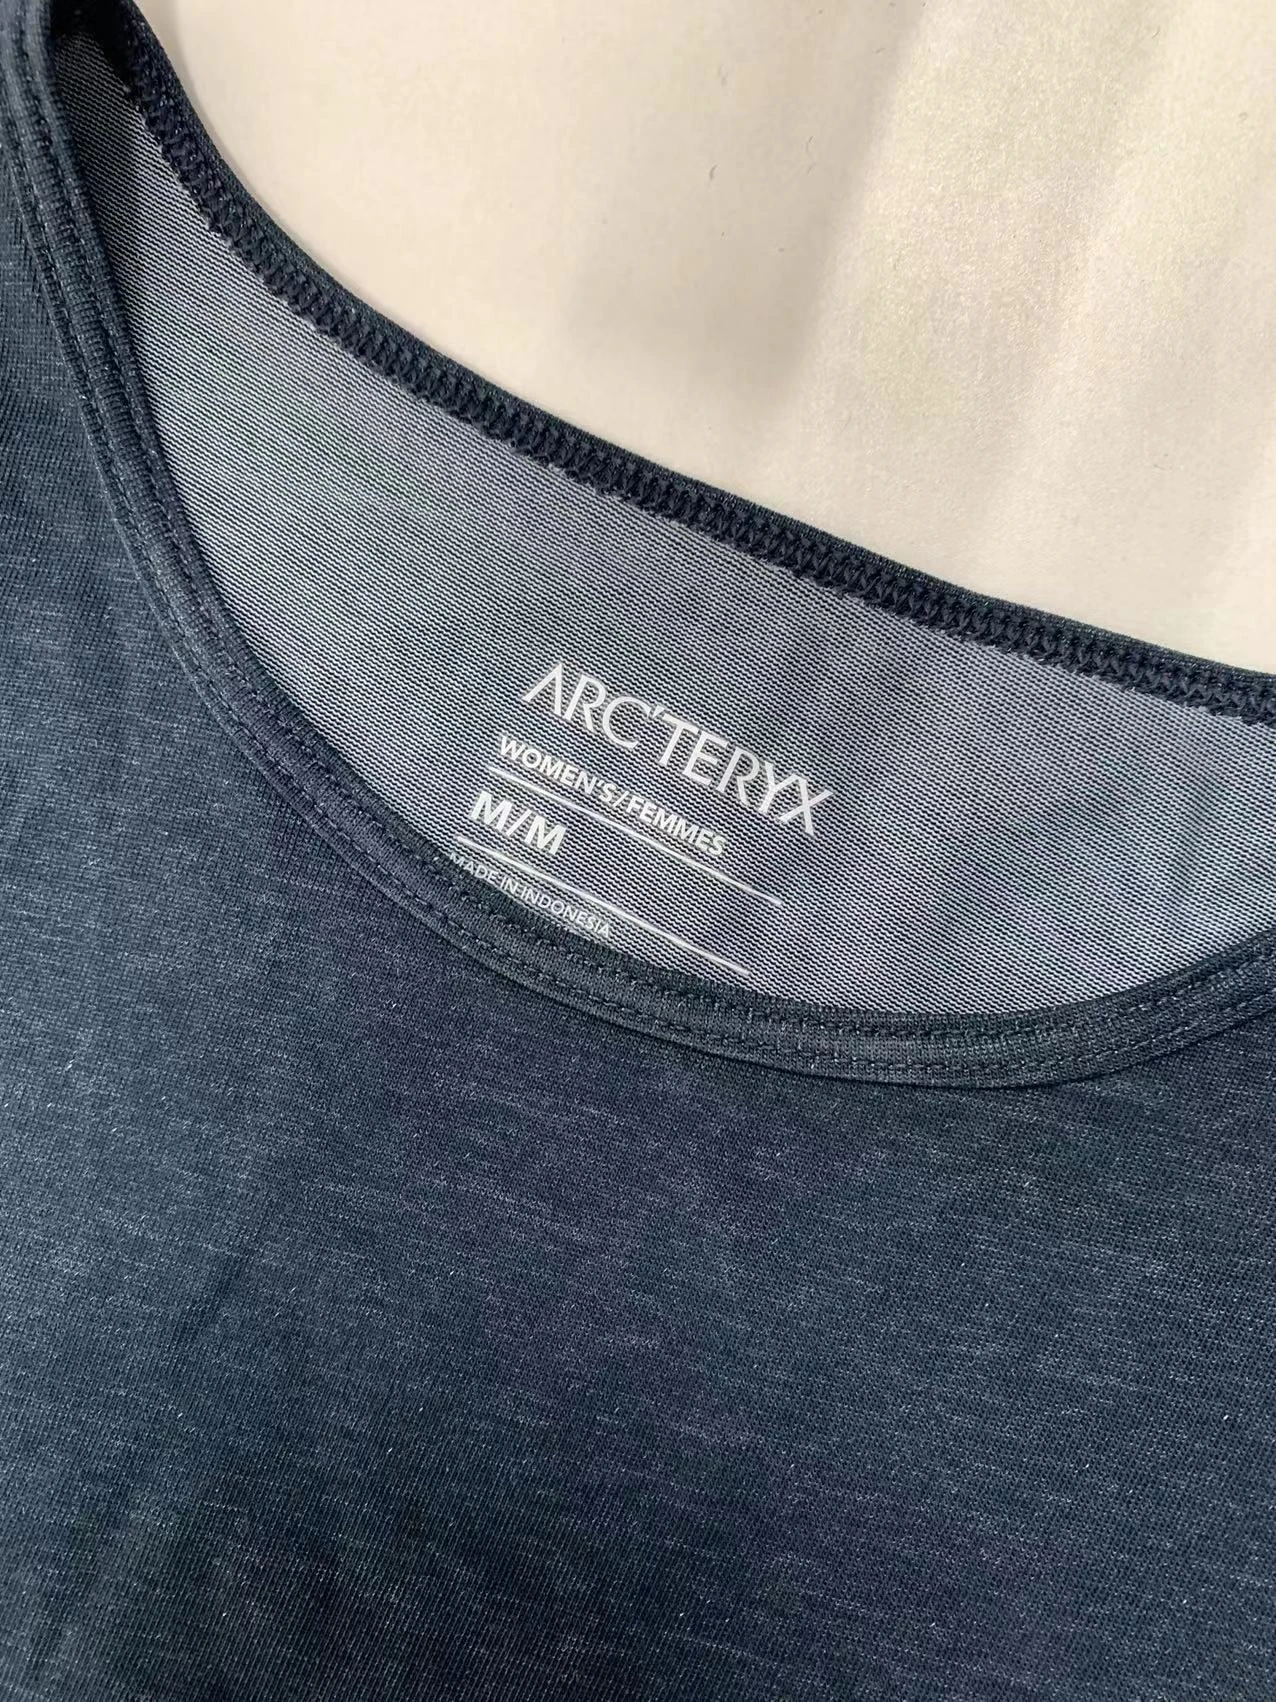 ARC'TERYX
WOMEN'S/FEMMES
M/M
MADE IN INDONESIA